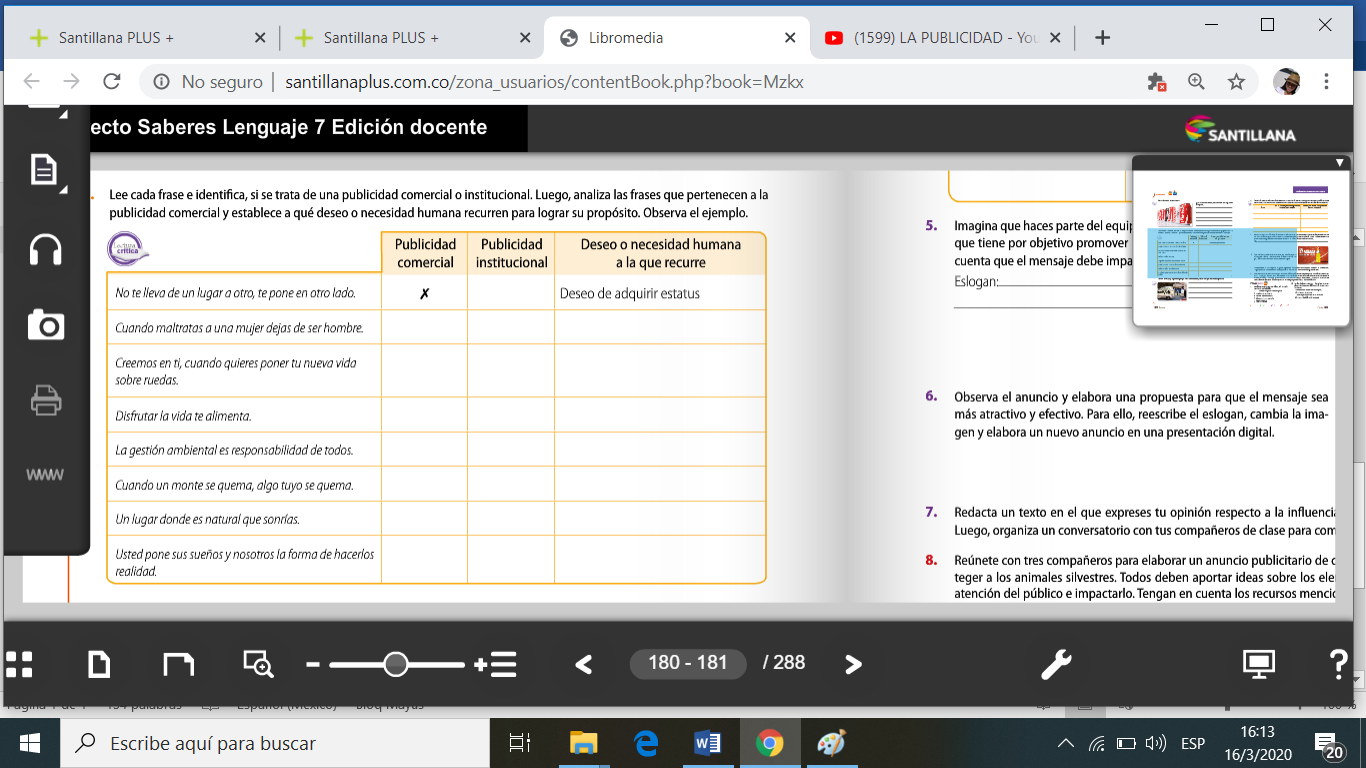 Santillana PLUS +
Santillana PLUS +
Libromedia
(1599) LA PUBLICIDAD - You
No seguro | santillanaplus.com.co/zona_usuarios/contentBook.php?book=Mzkx
ecto Saberes Lenguaje 7 Edición docente
SANTILLANA
Lee cada frase e identifica, si se trata de una publicidad comercial o institucional. Luego, analiza las frases que pertenecen a la
publicidad comercial y establece a qué deseo o necesidad humana recurren para lograr su propósito. Observa el ejemplo.
Lectura
crítica
Publicidad
comercial
Publicidad
institucional
Deseo o necesidad humana
a la que recurre
No te lleva de un lugar a otro, te pone en otro lado.
✗
Deseo de adquirir estatus
Cuando maltratas a una mujer dejas de ser hombre.
Creemos en ti, cuando quieres poner tu nueva vida
sobre ruedas.
Disfrutar la vida te alimenta.
La gestión ambiental es responsabilidad de todos.
Cuando un monte se quema, algo tuyo se quema.
Un lugar donde es natural que sonrías.
Usted pone sus sueños y nosotros la forma de hacerlos
realidad.
5. Imagina que haces parte del equip
que tiene por objetivo promover
cuenta que el mensaje debe impa
Eslogan:
6. Observa el anuncio y elabora una propuesta para que el mensaje sea
más atractivo y efectivo. Para ello, reescribe el eslogan, cambia la ima-
gen y elabora un nuevo anuncio en una presentación digital.
7. Redacta un texto en el que expreses tu opinión respecto a la influencia
Luego, organiza un conversatorio con tus compañeros de clase para com
8. Reúnete con tres compañeros para elaborar un anuncio publicitario de c
teger a los animales silvestres. Todos deben aportar ideas sobre los ele
atención del público e impactarlo. Tengan en cuenta los recursos mencio
www
180 - 181 / 288
Escribe aquí para buscar
ESP
16:13
16/3/2020
20